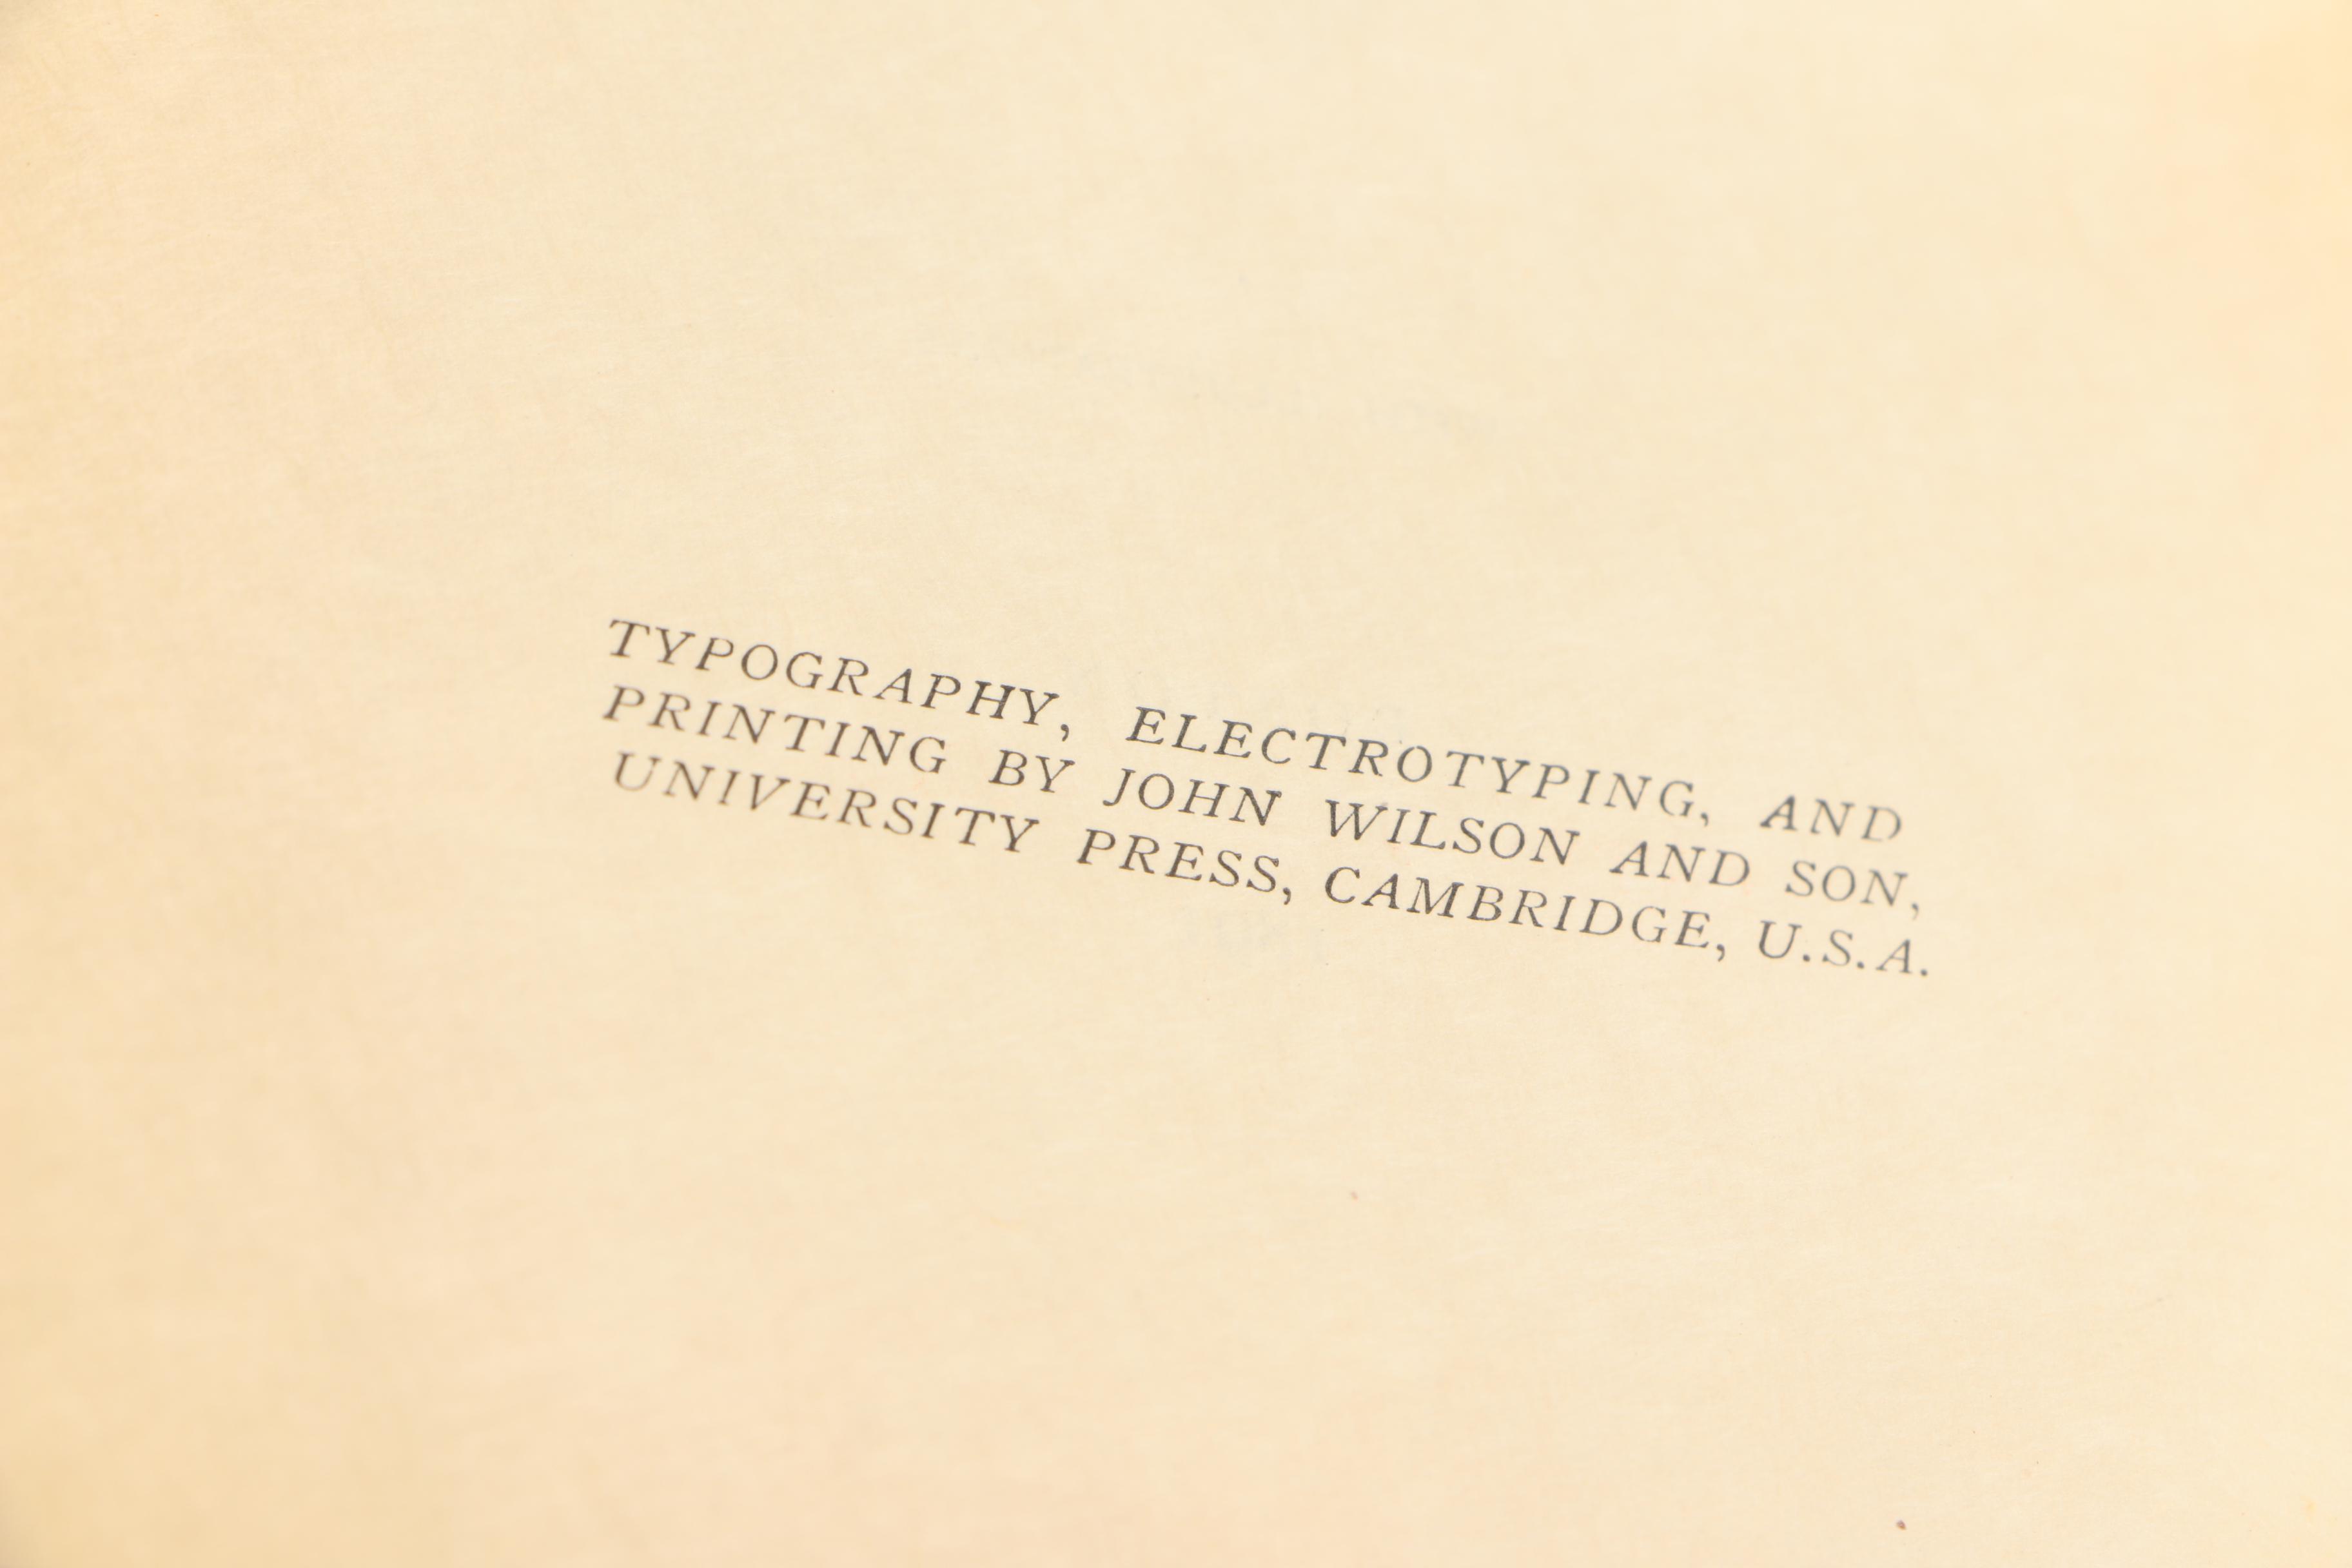 TYPOGRAPHY, ELECTROTYPING, AND
PRINTING BY JOHN WILSON AND SON,
UNIVERSITY PRESS, CAMBRIDGE, U.S.A.